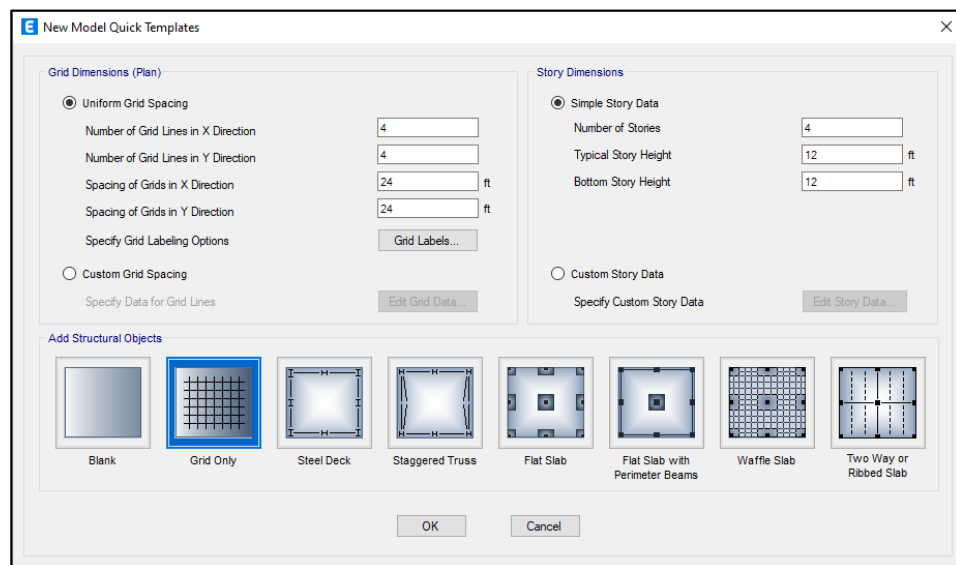 E New Model Quick Templates
Grid Dimensions (Plan)
Uniform Grid Spacing
Number of Grid Lines in X Direction 4
Number of Grid Lines in Y Direction 4
Spacing of Grids in X Direction 24 ft
Spacing of Grids in Y Direction 24 ft
Specify Grid Labeling Options Grid Labels...
Custom Grid Spacing
Specify Data for Grid Lines Edit Grid Data...
Story Dimensions
Simple Story Data
Number of Stories 4
Typical Story Height 12 ft
Bottom Story Height 12 ft
Custom Story Data
Specify Custom Story Data Edit Story Data...
Add Structural Objects
Blank
Grid Only
Steel Deck
Staggered Truss
Flat Slab
Flat Slab with
Perimeter Beams
Waffle Slab
Two Way or
Ribbed Slab
OK Cancel